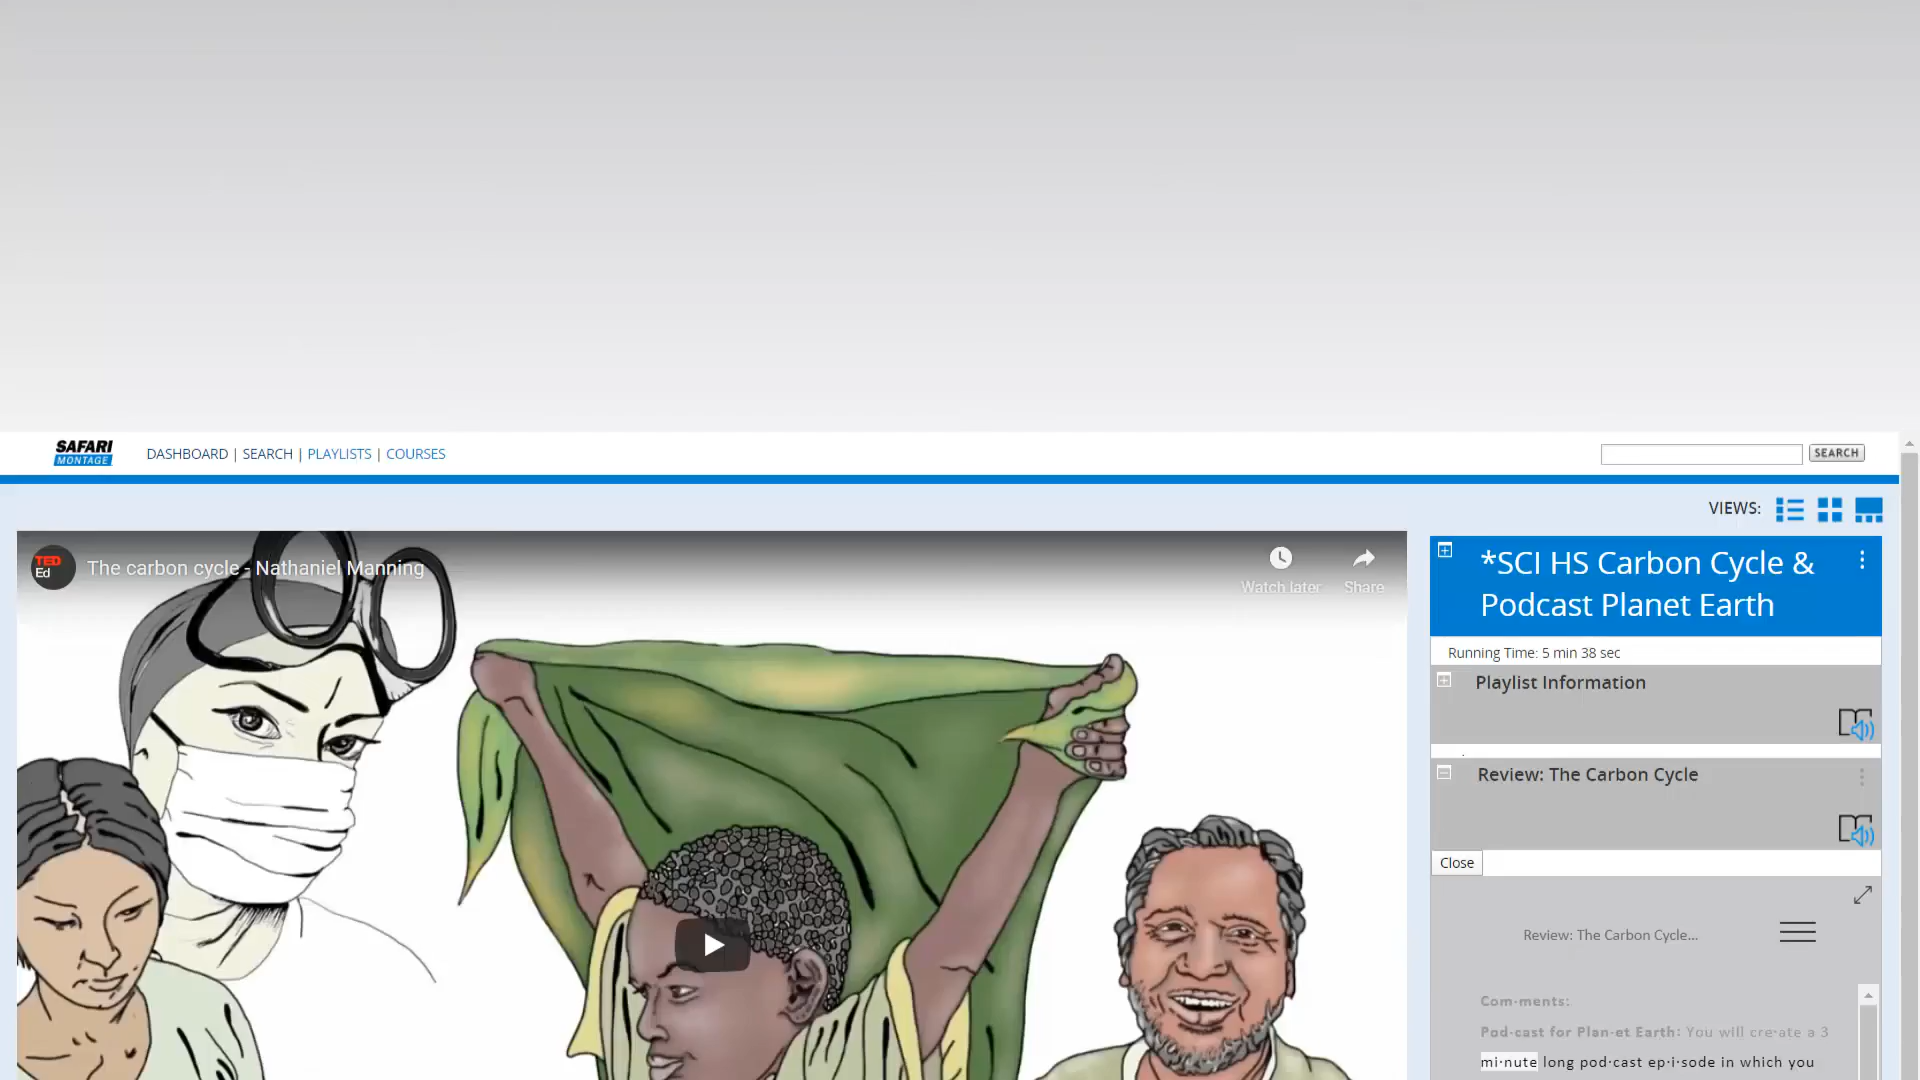 SAFARI
MONTAGE
DASHBOARD | SEARCH | PLAYLISTS | COURSES
SEARCH
VIEWS:
TED
Ed
The carbon cycle - Nathaniel Manning
Watch later
Share
*SCI HS Carbon Cycle &
Podcast Planet Earth
Running Time: 5 min 38 sec
Playlist Information
Review: The Carbon Cycle
Close
Review: The Carbon Cycle...
Com·ments:
Pod·cast for Plan·et Earth: You will cre·ate a 3
mi·nute long pod·cast ep·i·sode in which you